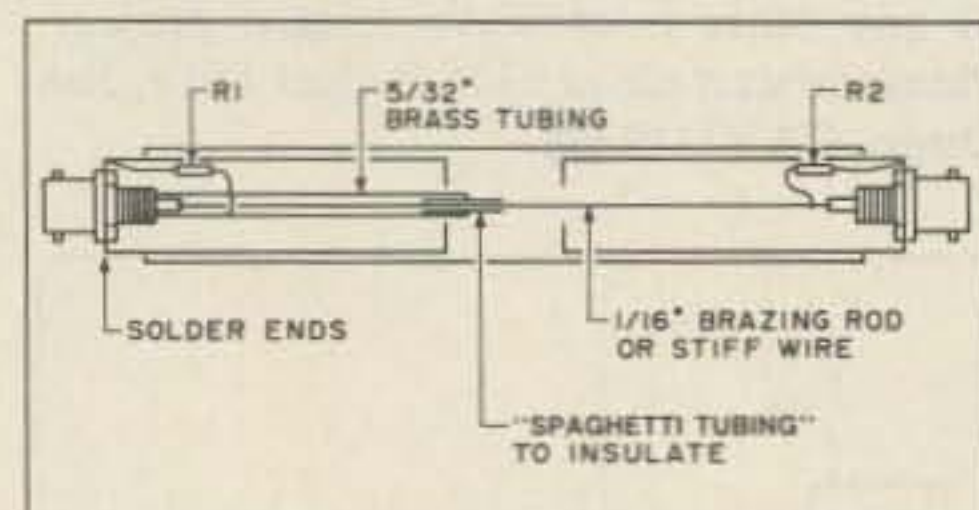 R1
5/32"
BRASS TUBING
R2
SOLDER ENDS
1/16" BRAZING ROD
OR STIFF WIRE
"SPAGHETTI TUBING"
TO INSULATE